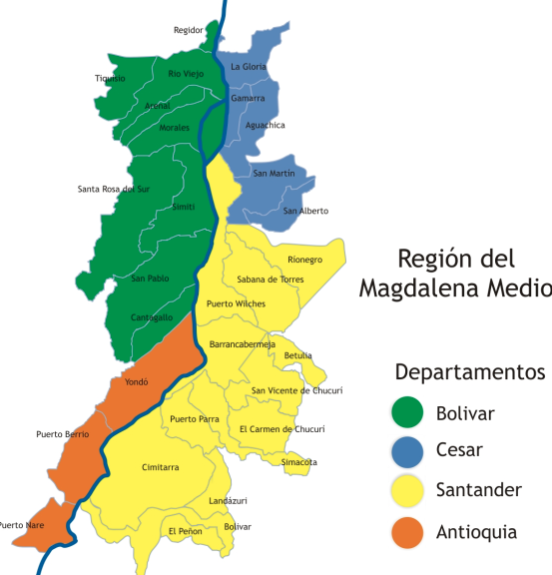 Regidor
La Gloria
Tiquisio
Rio Viejo
Gamarra
Arenal
Aguachica
Morales
San Martín
Santa Rosa del Sur
Simití
San Alberto
Rionegro
Región del
Magdalena Medio
San Pablo
Sabana de Torres
Puerto Wilches
Cantagallo
Barrancabermeja
Betulia
Departamentos
Yondó
San Vicente de Chucurí
Bolivar
Puerto Parra
El Carmen de Chucurí
Puerto Berrio
Cesar
Cimitarra
Simacota
Santander
Landázuri
Puerto Nare
El Peñon
Bolivar
Antioquia